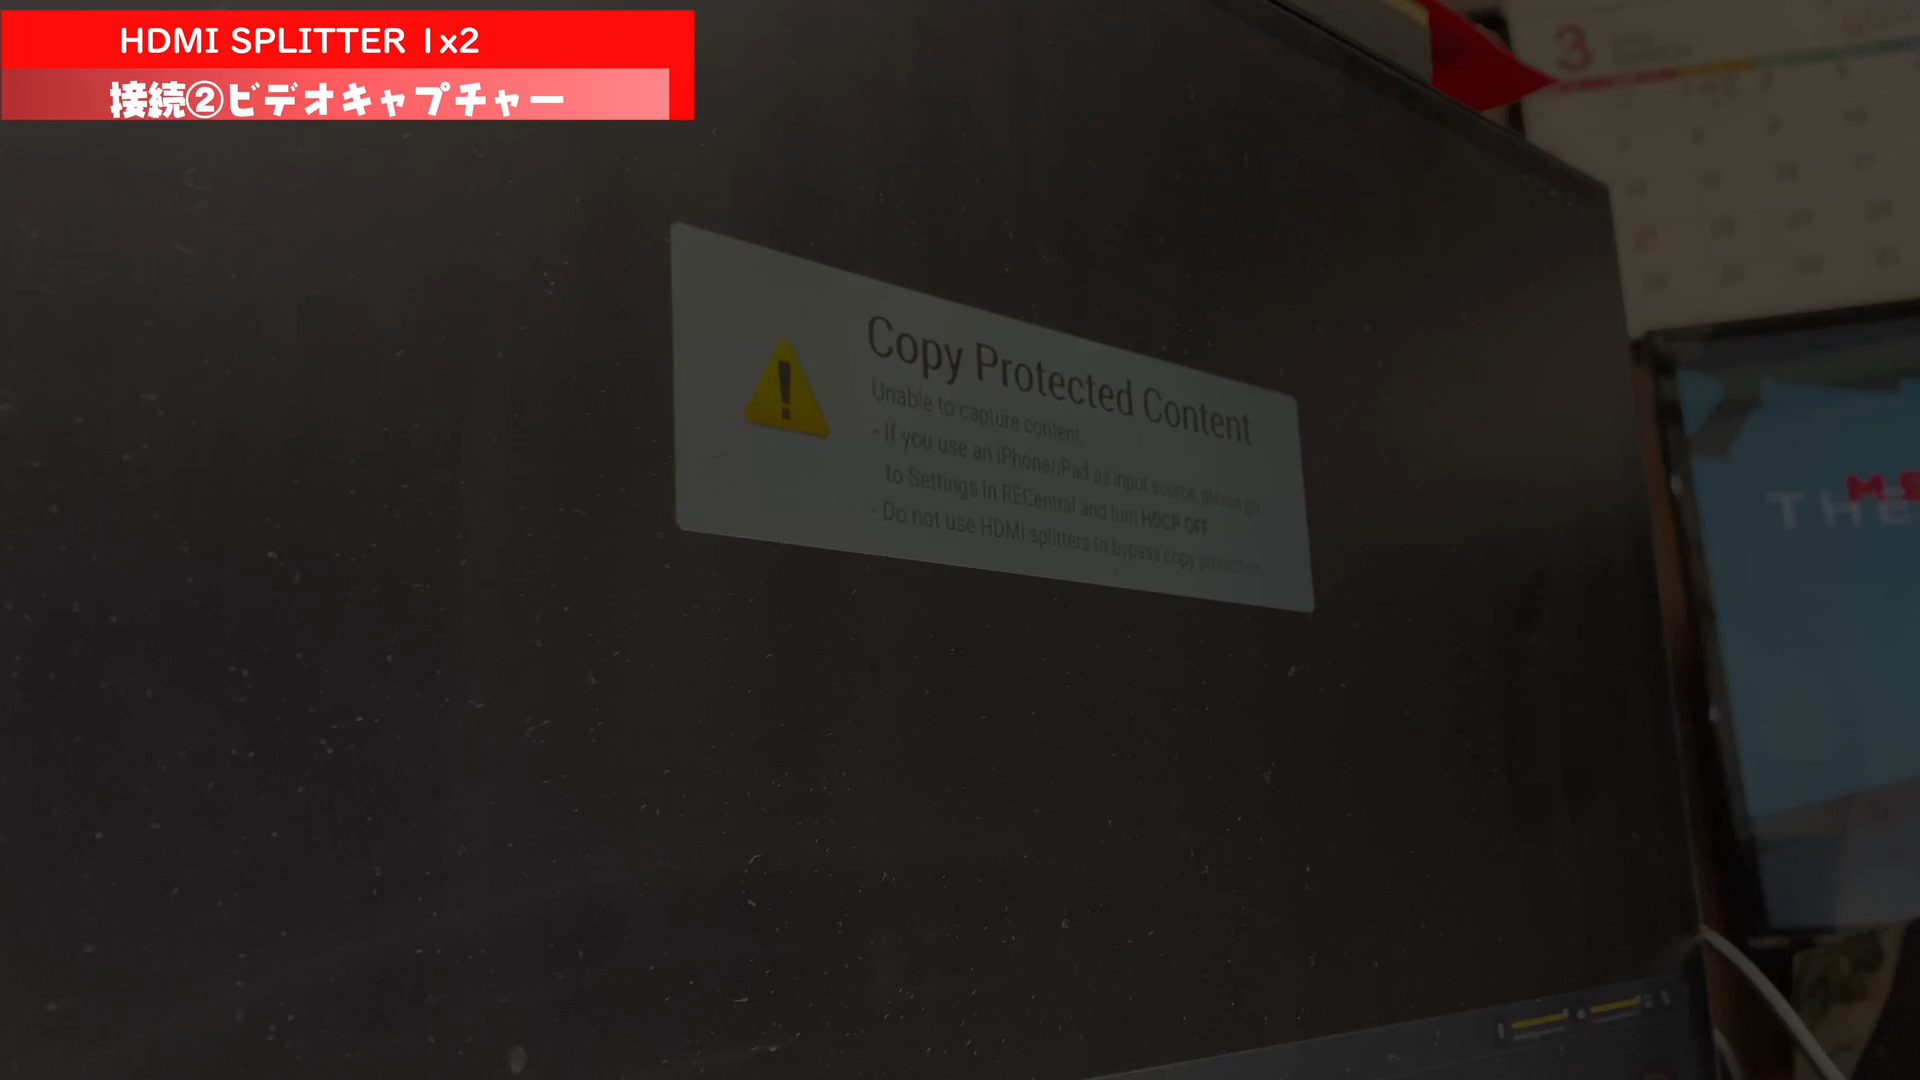 HDMI SPLITTER 1x2
接続②ビデオキャプチャー
3
Copy Protected Content
Unable to capture content.
- If you use an iPhone/iPad as input source, please go
to Settings in RECentral and turn HDCP OFF
- Do not use HDMI splitters to bypass copy protection.
THE